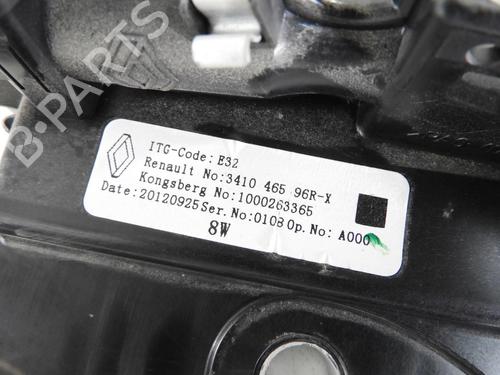 B-PARTS
ITG-Code: E32
Renault No:3410 465 96R-X
Kongsberg No:1000263365
Date:20120925 Ser. No:0108 Op. No: A000
8W